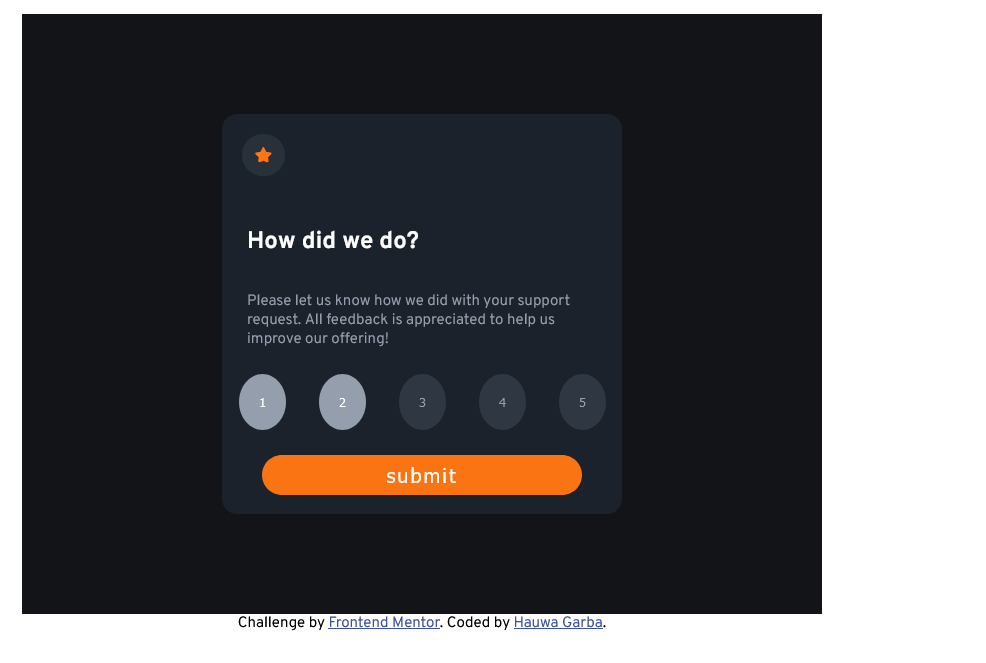 How did we do?
Please let us know how we did with your support
request. All feedback is appreciated to help us
improve our offering!
1 2 3 4 5
submit
Challenge by Frontend Mentor. Coded by Hauwa Garba.